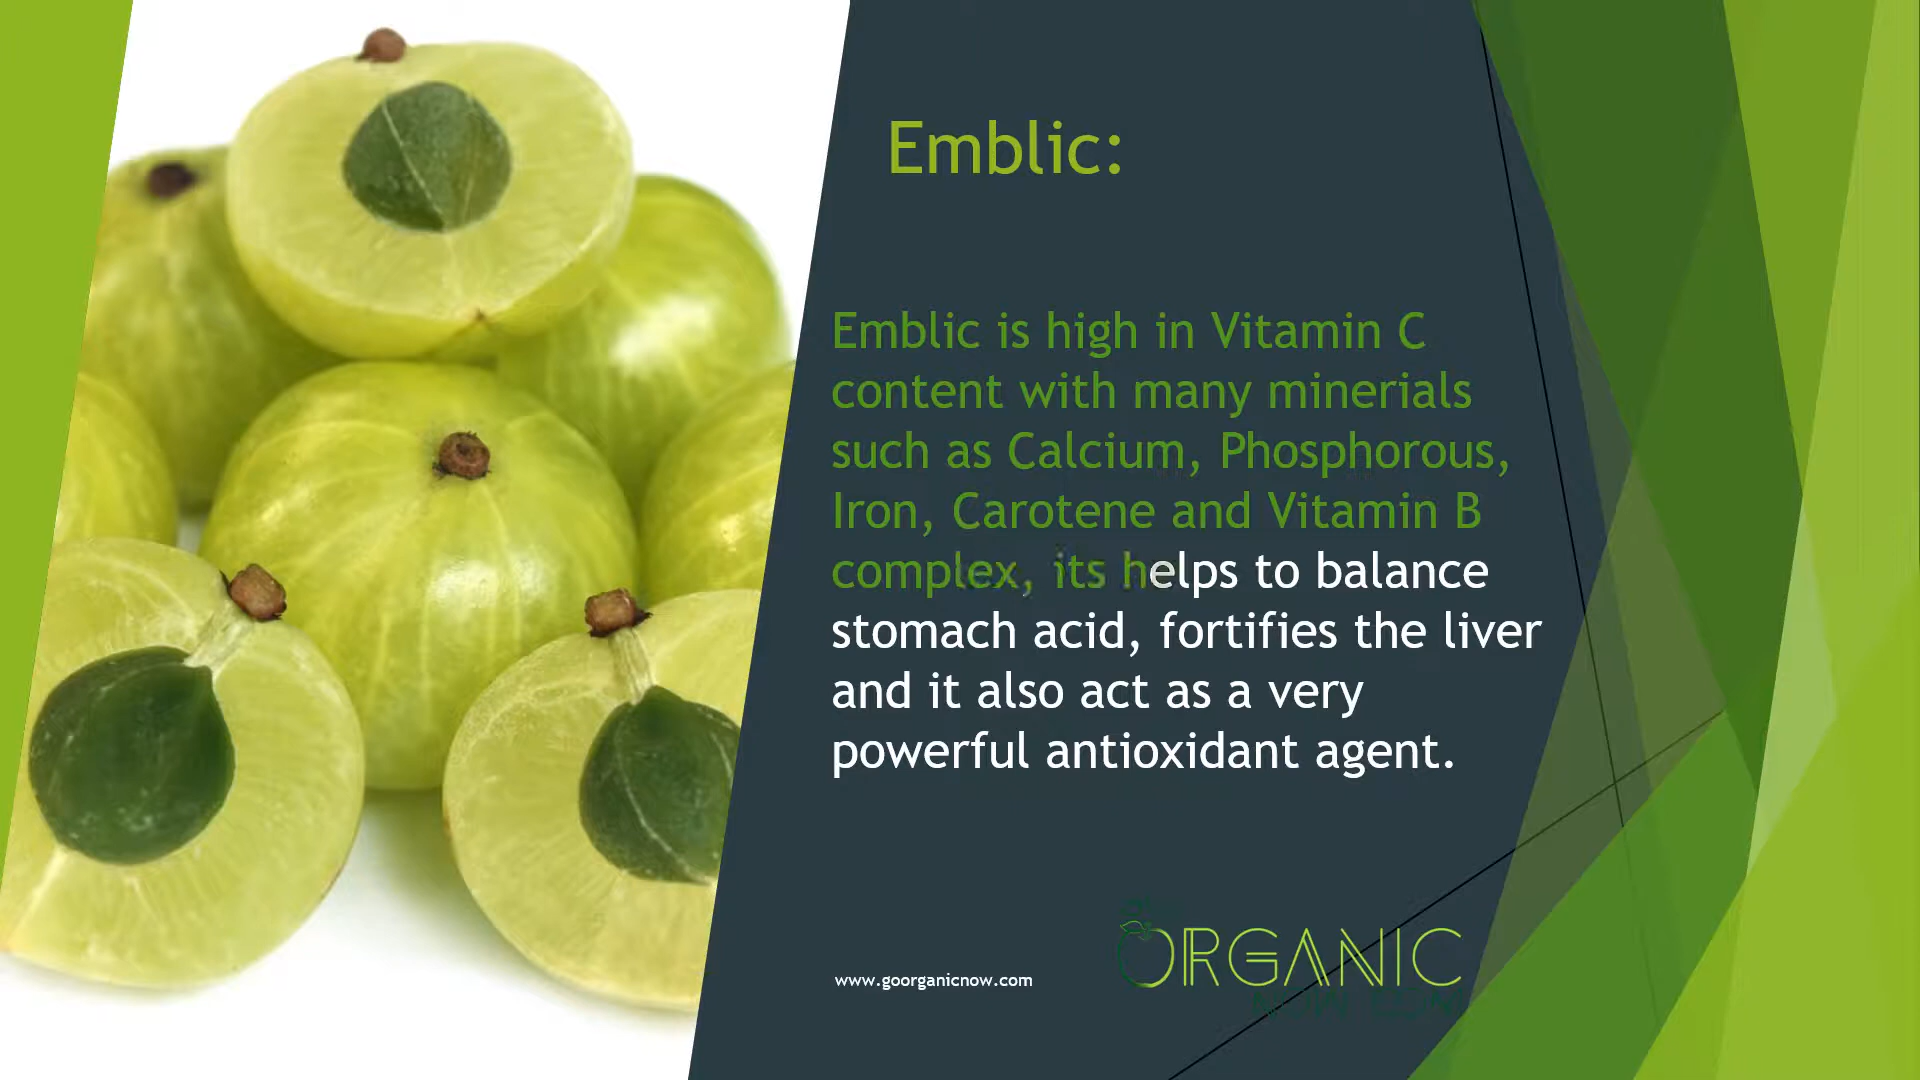 Emblic:
Emblic is high in Vitamin C
content with many minerials
such as Calcium, Phosphorous,
Iron, Carotene and Vitamin B
complex, its helps to balance
stomach acid, fortifies the liver
and it also act as a very
powerful antioxidant agent.
www.goorganicnow.com
ORGANIC
NOW.COM